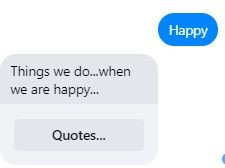 Happy
Things we do...when
we are happy...
Quotes...